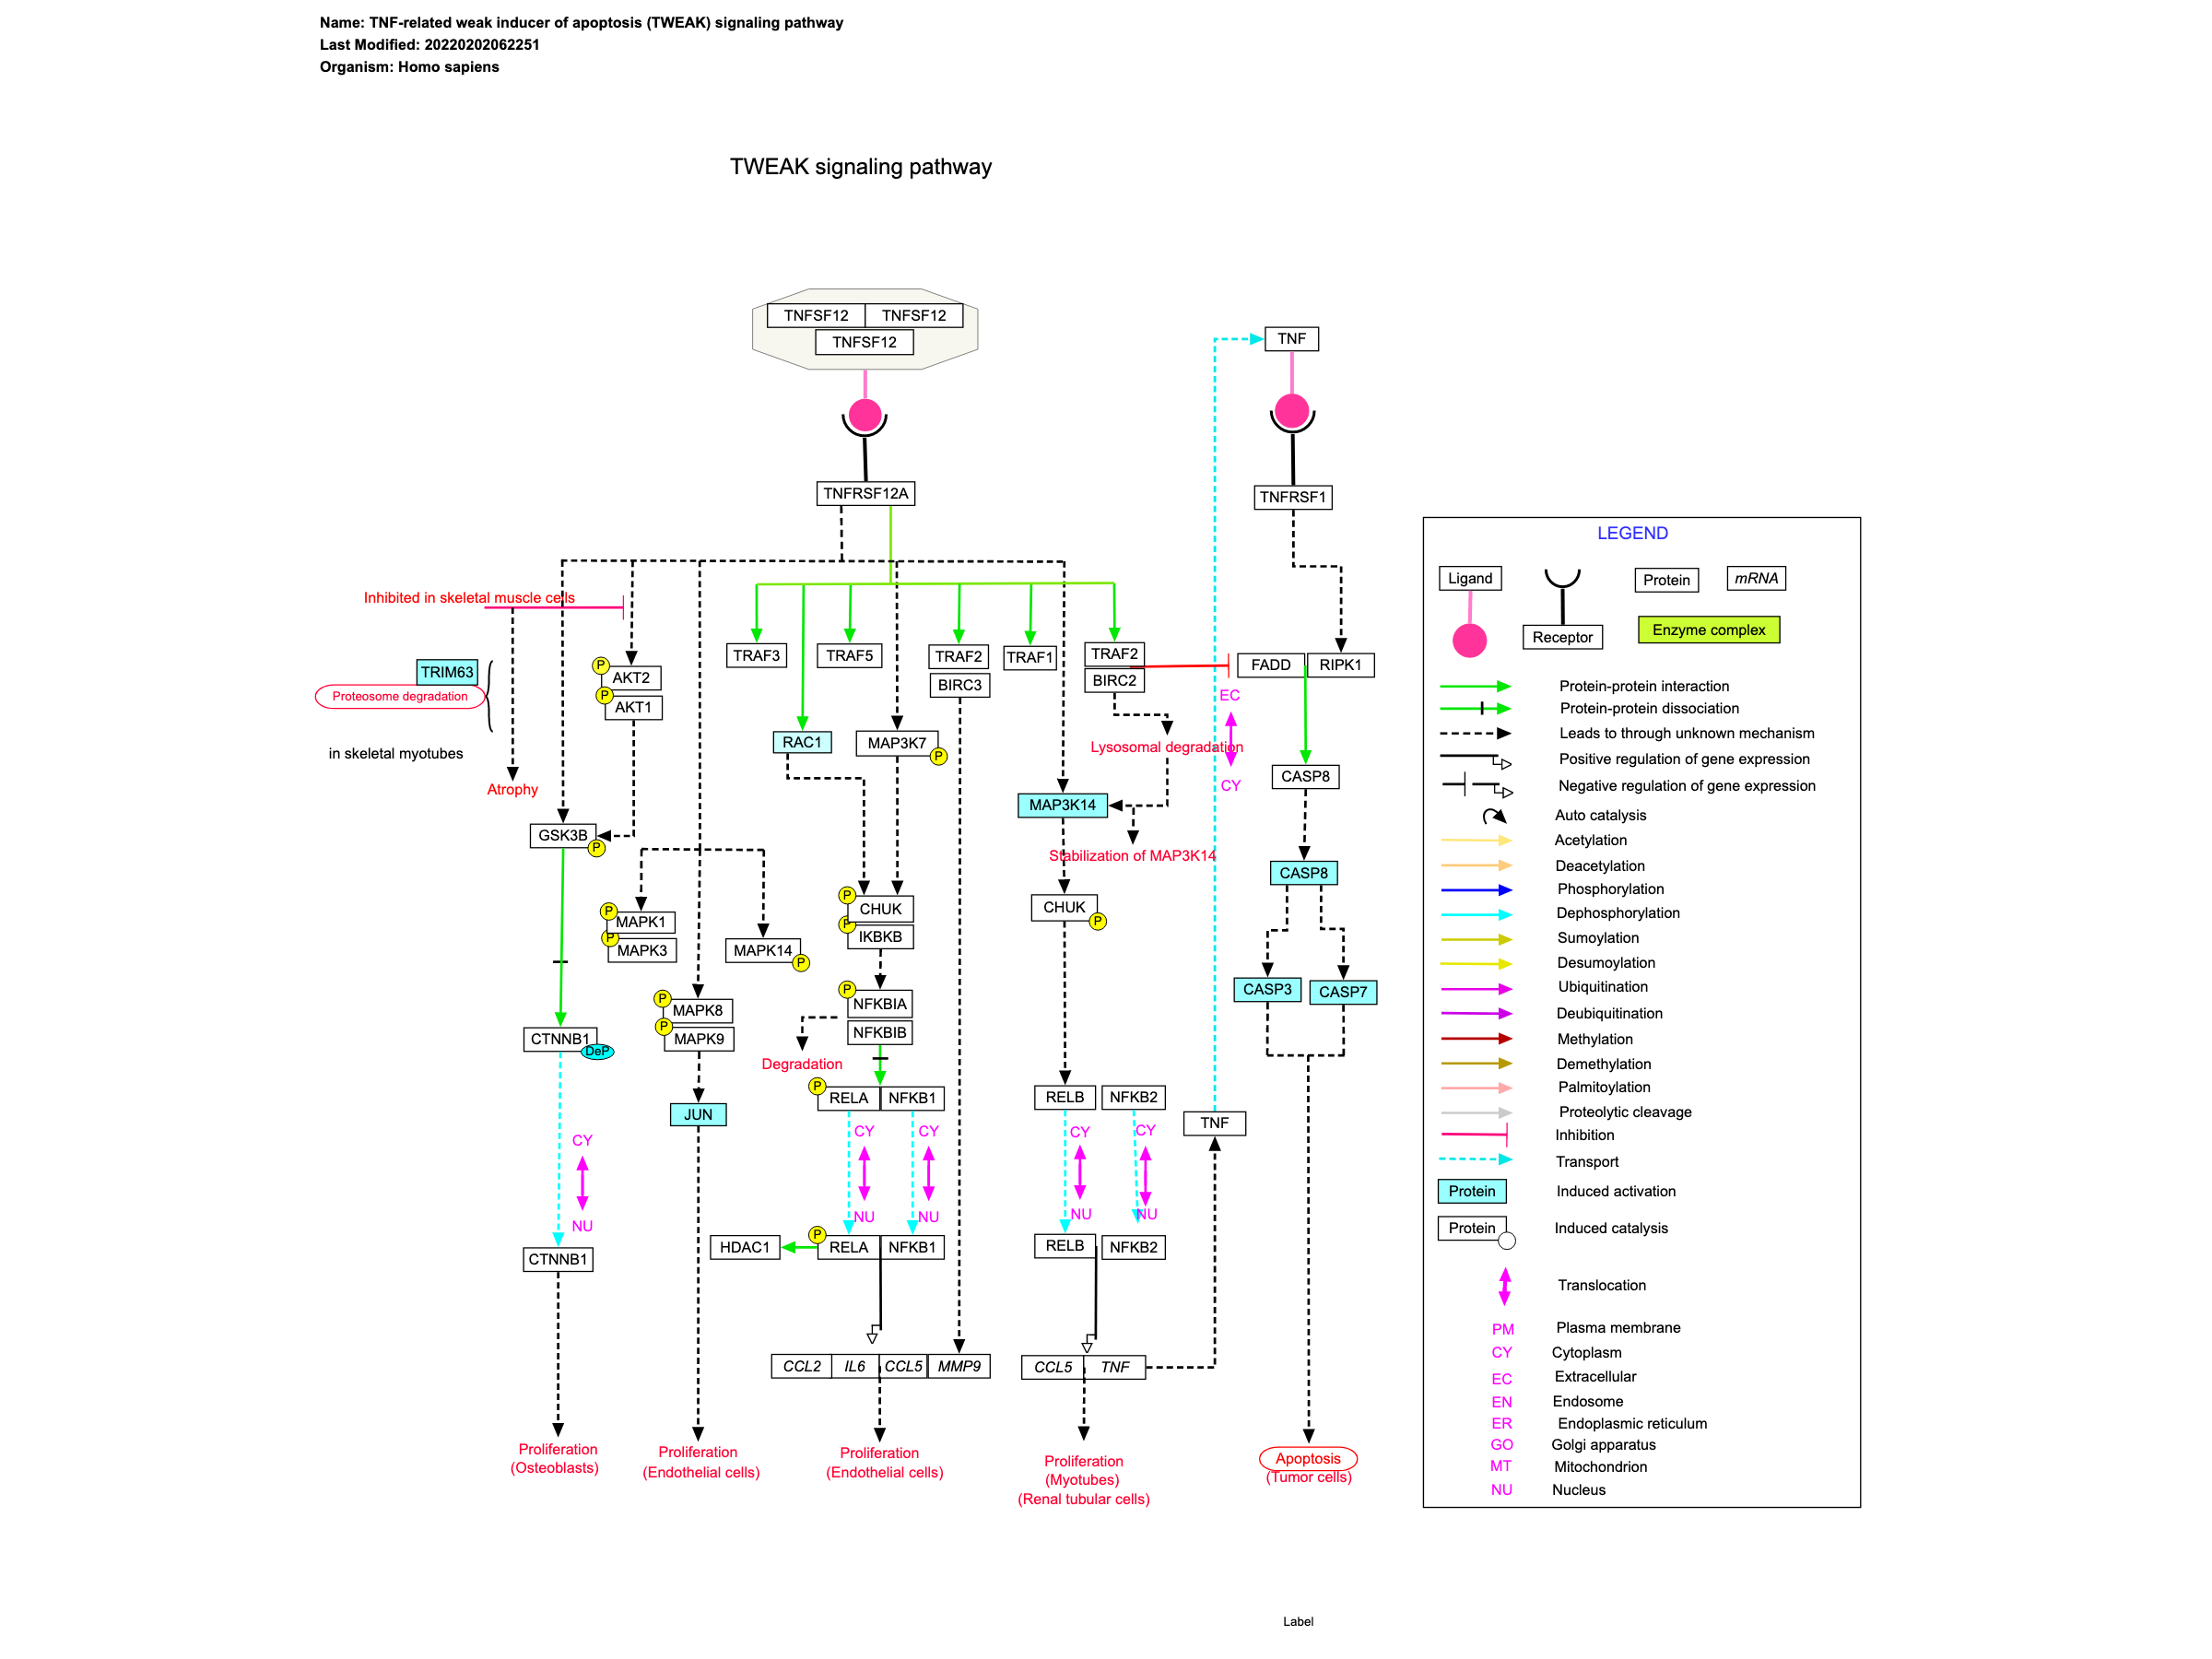 Name: TNF-related weak inducer of apoptosis (TWEAK) signaling pathway
Last Modified: 20220202062251
Organism: Homo sapiens
TWEAK signaling pathway
TNFSF12 TNFSF12
TNFSF12
TNF
TNFRSF12A
TNFRSF1
Inhibited in skeletal muscle cells
TRIM63
Proteosome degradation
in skeletal myotubes
Atrophy
P
AKT2
P
AKT1
TRAF3
TRAF5
TRAF2
BIRC3
TRAF1
TRAF2
BIRC2
FADD RIPK1
EC
CY
RAC1
MAP3K7
P
Lysosomal degradation
CASP8
MAP3K14
GSK3B
P
Stabilization of MAP3K14
CASP8
P
MAPK1
P
MAPK3
MAPK14
P
P
CHUK
P
IKBKB
CHUK
P
CASP3
CASP7
P
MAPK8
P
MAPK9
P
NFKBIA
NFKBIB
CTNNB1
DeP
Degradation
P
RELA NFKB1
RELB NFKB2
JUN
TNF
CY
NU
CY
NU
CY
NU
CY
NU
CY
NU
CTNNB1
HDAC1
P
RELA NFKB1
RELB NFKB2
CCL2 IL6 CCL5 MMP9
CCL5 TNF
Proliferation
(Osteoblasts)
Proliferation
(Endothelial cells)
Proliferation
(Endothelial cells)
Proliferation
(Myotubes)
(Renal tubular cells)
Apoptosis
(Tumor cells)
LEGEND
Ligand
Receptor
Protein
mRNA
Enzyme complex
Protein-protein interaction
Protein-protein dissociation
Leads to through unknown mechanism
Positive regulation of gene expression
Negative regulation of gene expression
Auto catalysis
Acetylation
Deacetylation
Phosphorylation
Dephosphorylation
Sumoylation
Desumoylation
Ubiquitination
Deubiquitination
Methylation
Demethylation
Palmitoylation
Proteolytic cleavage
Inhibition
Transport
Protein Induced activation
Protein Induced catalysis
Translocation
PM Plasma membrane
CY Cytoplasm
EC Extracellular
EN Endosome
ER Endoplasmic reticulum
GO Golgi apparatus
MT Mitochondrion
NU Nucleus
Label